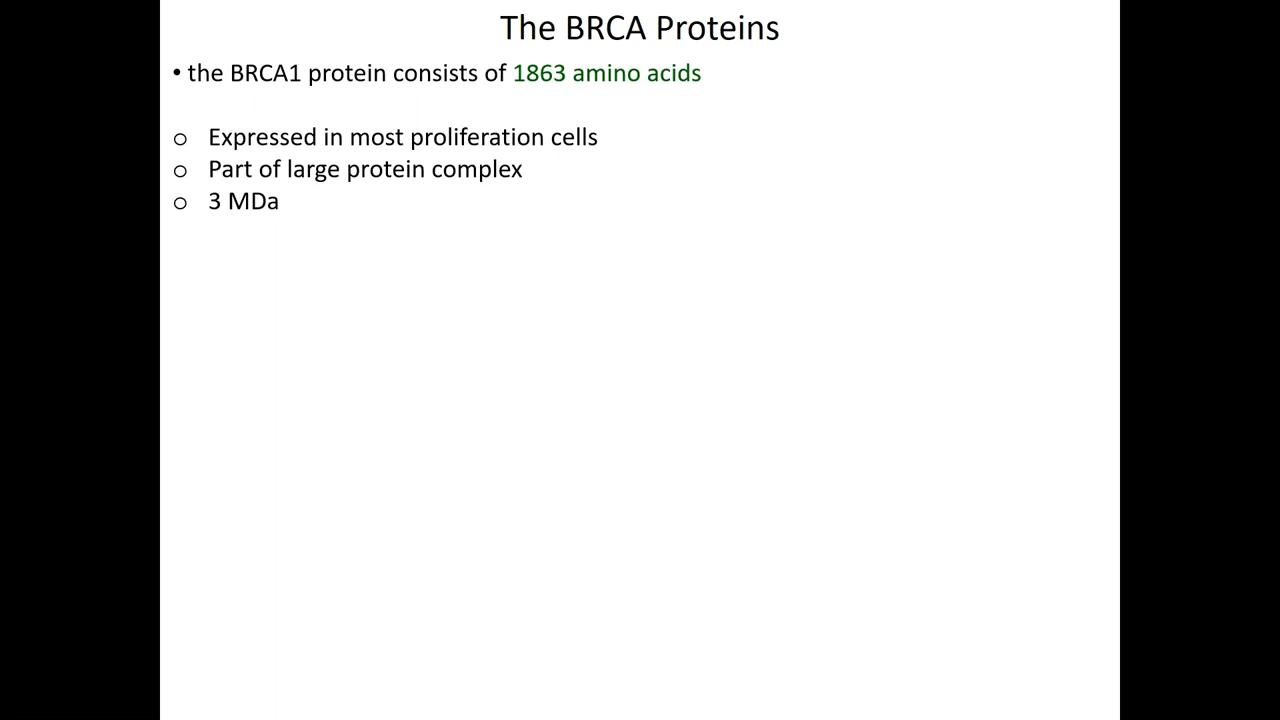 The BRCA Proteins
• the BRCA1 protein consists of 1863 amino acids
o Expressed in most proliferation cells
o Part of large protein complex
o 3 MDa